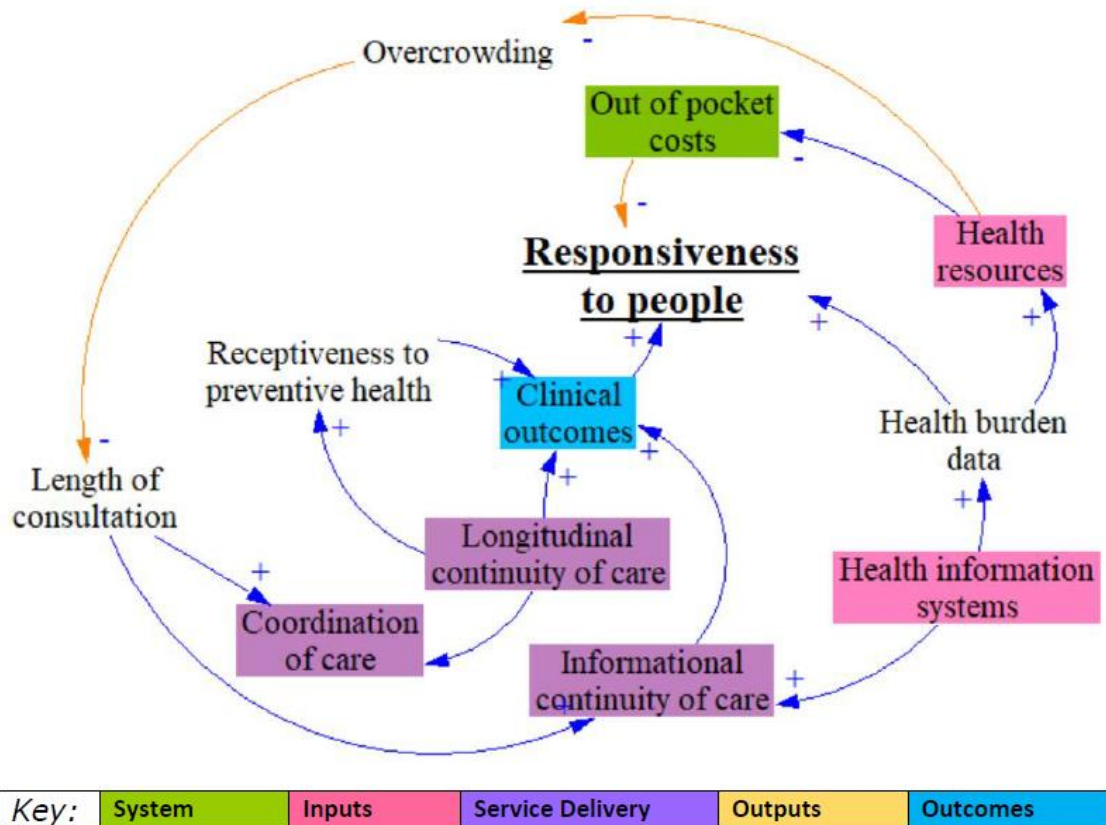 Overcrowding
-
Out of pocket
costs
-
-
Health
resources
Responsiveness
to people
+
+
+
Receptiveness to
preventive health
+
+
Clinical
outcomes
+
+
Health burden
data
-
Length of
consultation
+
+
Longitudinal
continuity of care
Health information
systems
+
Coordination
of care
Informational
continuity of care
+
+
Key:
System
Inputs
Service Delivery
Outputs
Outcomes